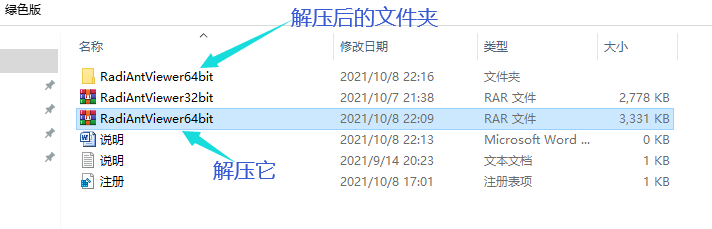 绿色版
解压后的文件夹
名称 修改日期 类型 大小
RadiAntViewer64bit 2021/10/8 22:16 文件夹
RadiAntViewer32bit 2021/10/7 21:38 RAR 文件 2,778 KB
RadiAntViewer64bit 2021/10/8 22:09 RAR 文件 3,331 KB
说明 2021/10/8 22:13 Microsoft Word ... 0 KB
说明 2021/9/14 20:23 文本文档 1 KB
注册 2021/10/8 17:01 注册表项 1 KB
解压它